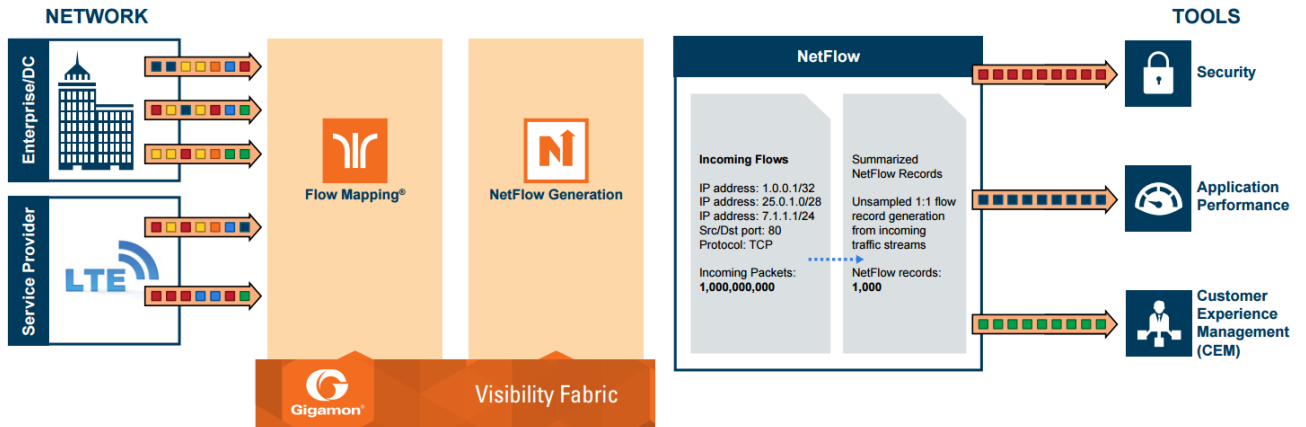 NETWORK
Enterprise/DC
Service Provider
LTE
Flow Mapping®
NetFlow Generation
Gigamon®
Visibility Fabric
NetFlow
Incoming Flows
IP address: 1.0.0.1/32
IP address: 25.0.1.0/28
IP address: 7.1.1.1/24
Src/Dst port: 80
Protocol: TCP
Incoming Packets:
1,000,000,000
Summarized
NetFlow Records
Unsampled 1:1 flow
record generation
from incoming
traffic streams
NetFlow records:
1,000
TOOLS
Security
Application
Performance
Customer
Experience
Management
(CEM)